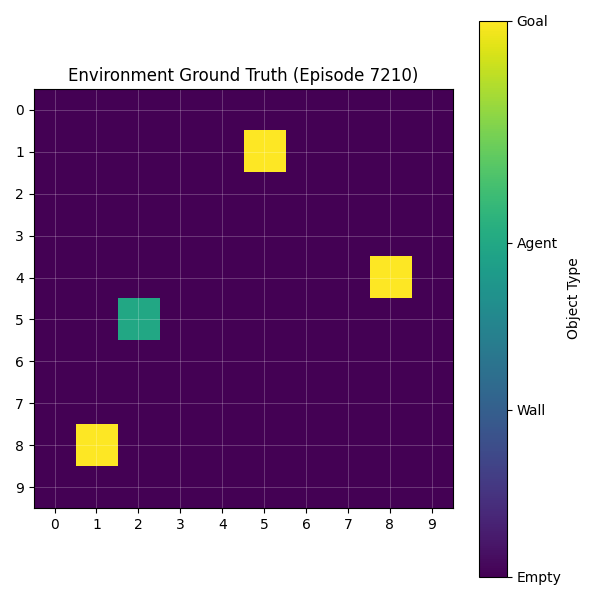 Environment Ground Truth (Episode 7210)
0
1
2
3
4
5
6
7
8
9
0 1 2 3 4 5 6 7 8 9
Goal
Agent
Wall
Empty
Object Type